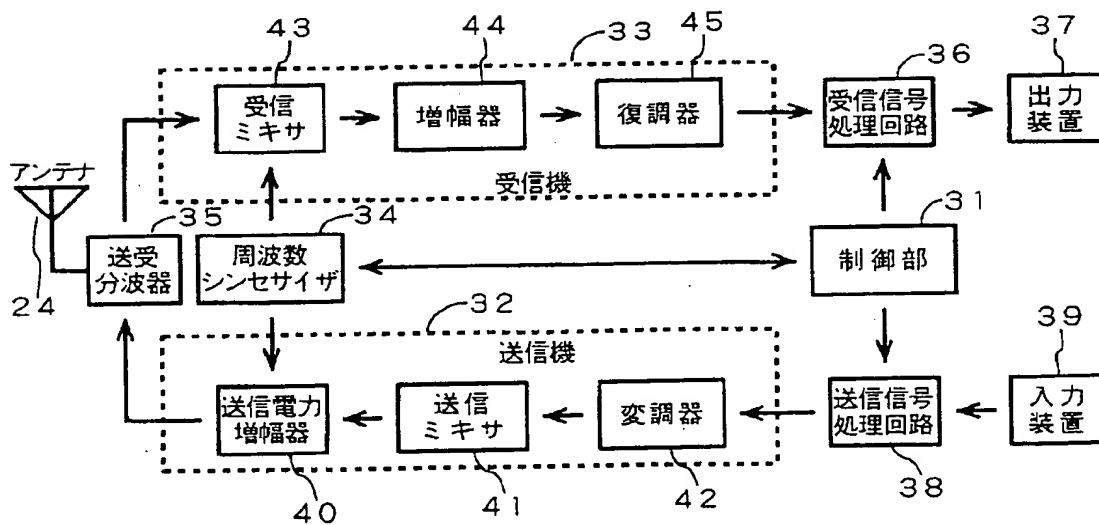 43
44
33
45
36
37
受信
ミキサ
増幅器
復調器
受信信号
処理回路
出力
装置
受信機
アンテナ
24
35
送受
分波器
34
周波数
シンセサイザ
31
制御部
32
送信機
39
送信電力
増幅器
送信
ミキサ
変調器
送信信号
処理回路
入力
装置
40
41
42
38